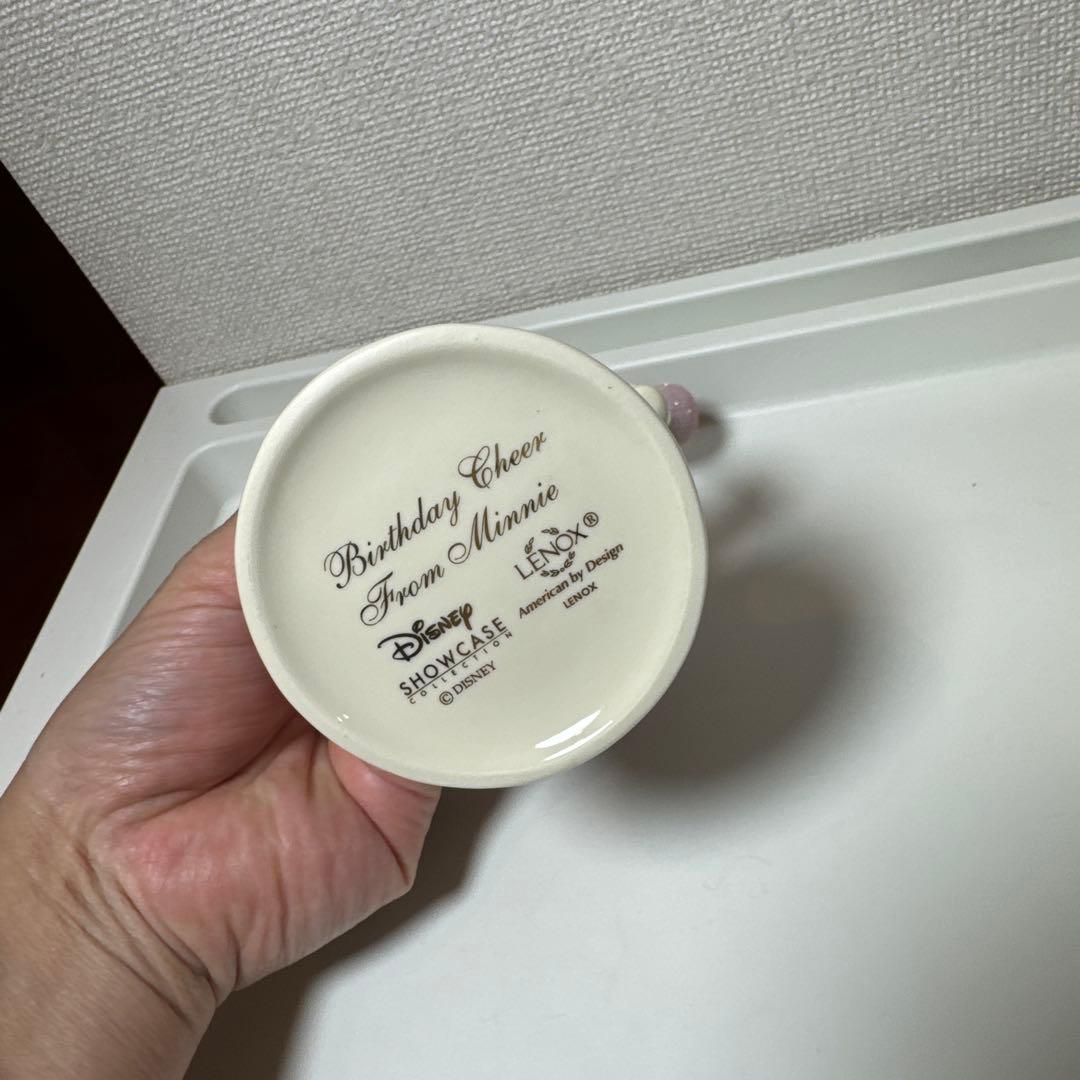 Birthday Cheer
From Minnie
Disney
SHOWCASE
COLLECTION
© DISNEY
LENOX®
American by Design
LENOX